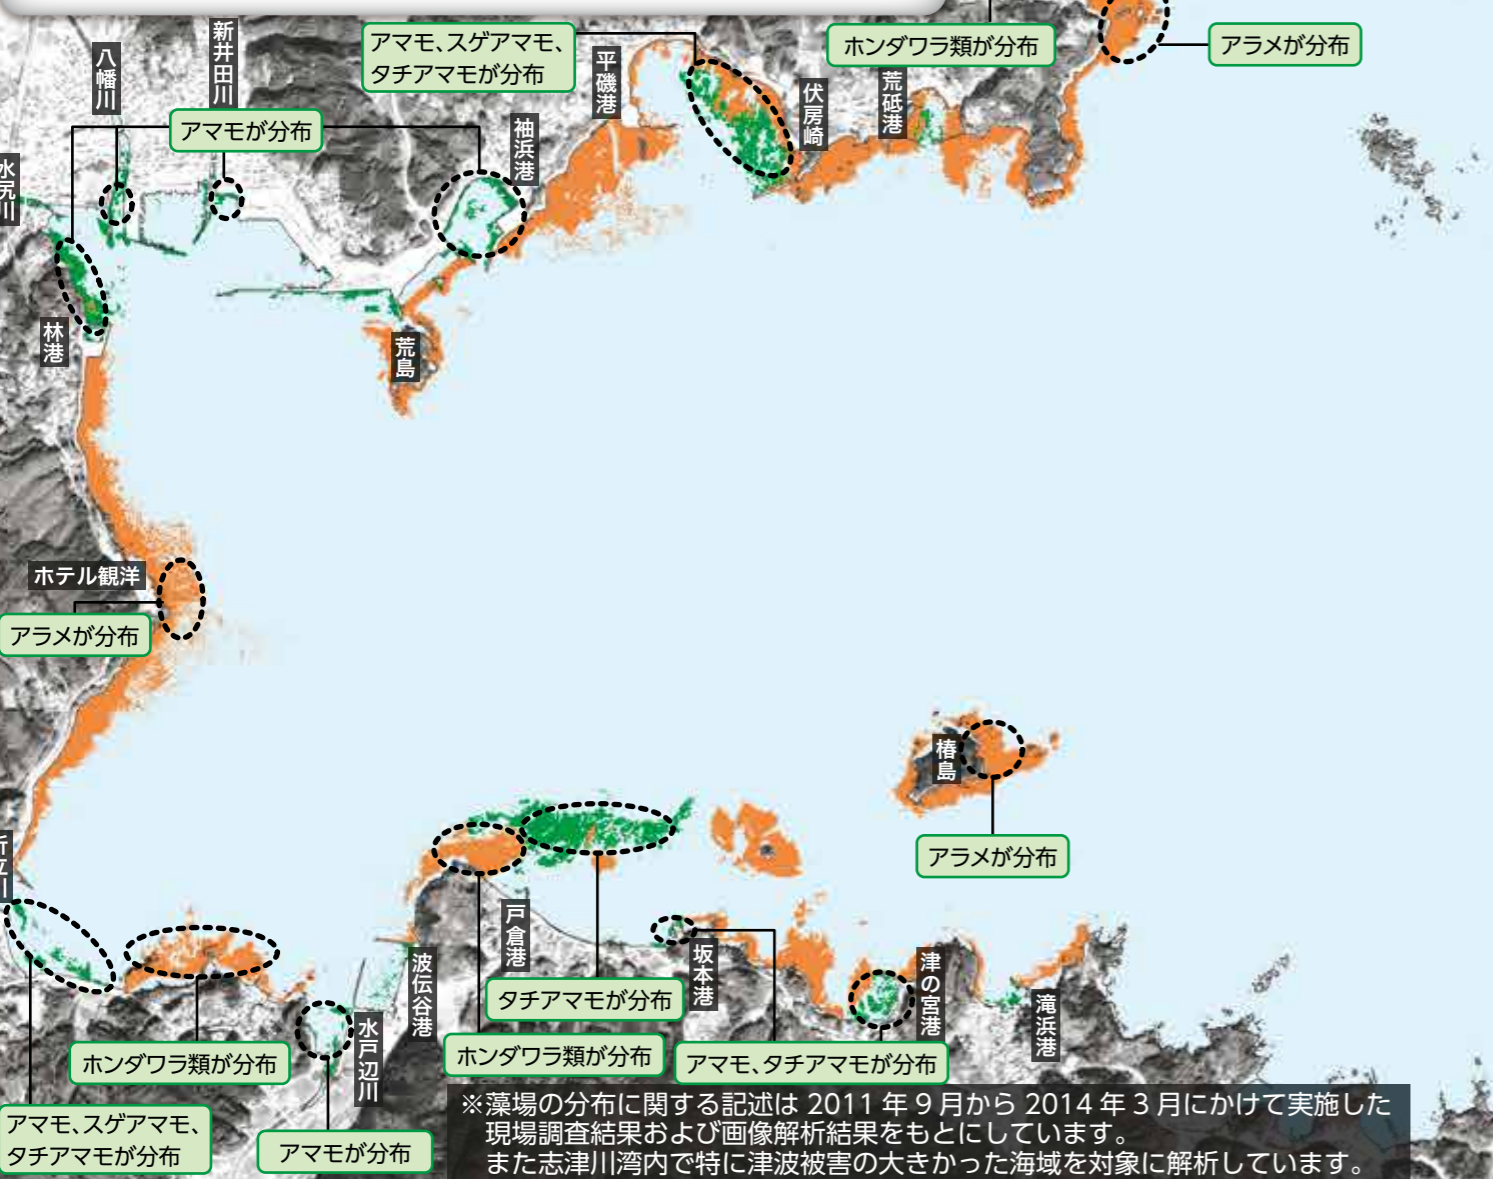 アマモ、スゲアマモ、
タチアマモが分布
ホンダワラ類が分布
アラメが分布
八幡川
新井田川
平磯港
伏房崎
荒砥港
アマモが分布
袖浜港
水尻川
林港
荒島
ホテル観洋
アラメが分布
椿島
アラメが分布
折立川
戸倉港
坂本港
津の宮港
滝浜港
波伝谷港
水戸辺川
タチアマモが分布
ホンダワラ類が分布
ホンダワラ類が分布
アマモ、タチアマモが分布
アマモ、スゲアマモ、
タチアマモが分布
アマモが分布
※藻場の分布に関する記述は 2011 年 9 月から 2014 年 3 月にかけて実施した
現場調査結果および画像解析結果をもとにしています。
また志津川湾内で特に津波被害の大きかった海域を対象に解析しています。